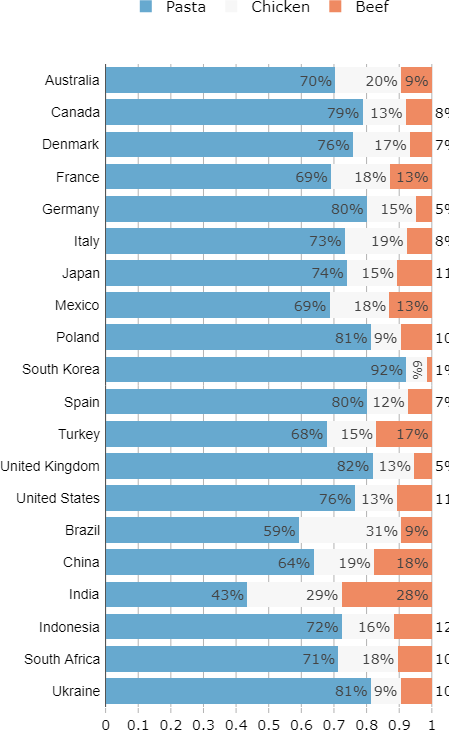 Pasta Chicken Beef
Australia 70% 20% 9%
Canada 79% 13% 8%
Denmark 76% 17% 7%
France 69% 18% 13%
Germany 80% 15% 5%
Italy 73% 19% 8%
Japan 74% 15% 11
Mexico 69% 18% 13%
Poland 81% 9% 10
South Korea 92% 6% 1%
Spain 80% 12% 7%
Turkey 68% 15% 17%
United Kingdom 82% 13% 5%
United States 76% 13% 11
Brazil 59% 31% 9%
China 64% 19% 18%
India 43% 29% 28%
Indonesia 72% 16% 12
South Africa 71% 18% 10
Ukraine 81% 9% 10
0 0.1 0.2 0.3 0.4 0.5 0.6 0.7 0.8 0.9 1